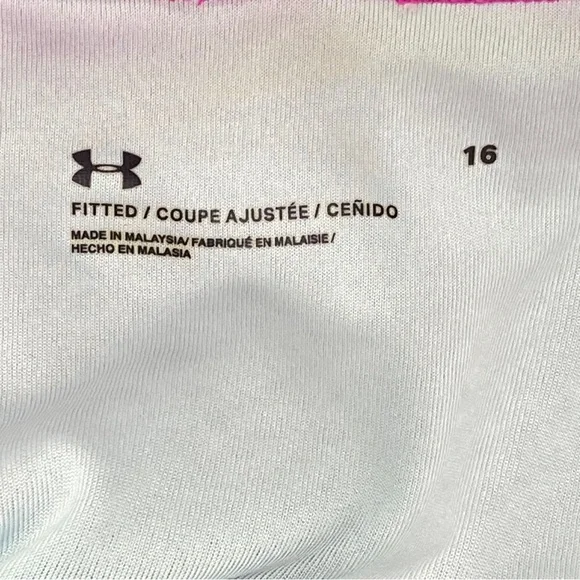 16
FITTED / COUPE AJUSTÉE / CEÑIDO
MADE IN MALAYSIA/ FABRIQUÉ EN MALAISIE /
HECHO EN MALASIA